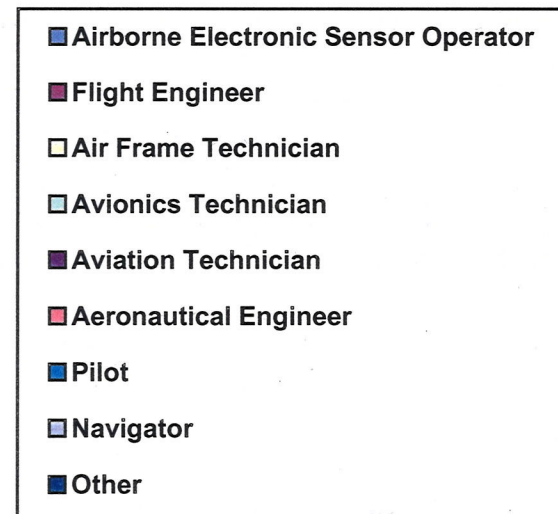 Airborne Electronic Sensor Operator
Flight Engineer
Air Frame Technician
Avionics Technician
Aviation Technician
Aeronautical Engineer
Pilot
Navigator
Other